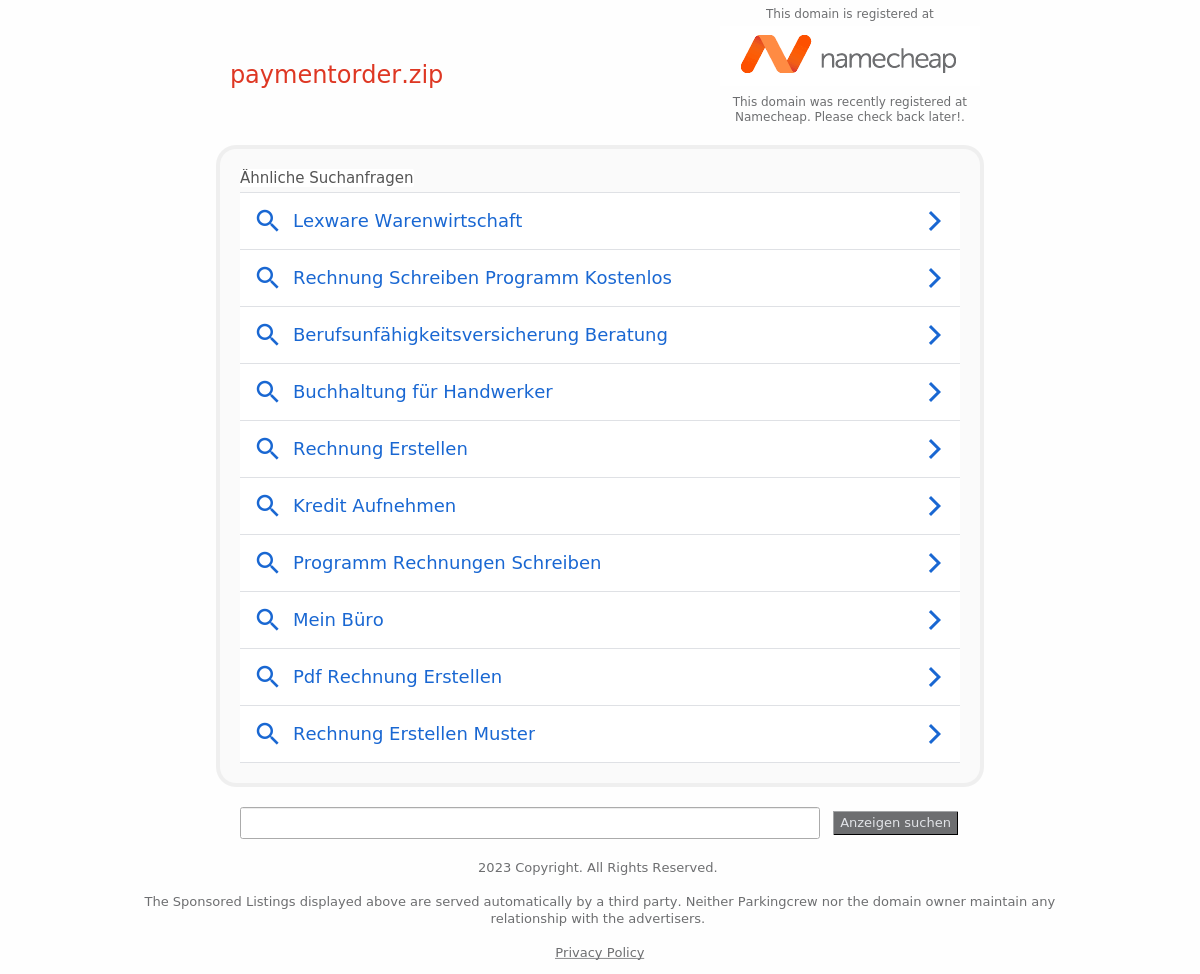 This domain is registered at
namecheap
paymentorder.zip
This domain was recently registered at
Namecheap. Please check back later!.
Ähnliche Suchanfragen
Lexware Warenwirtschaft
Rechnung Schreiben Programm Kostenlos
Berufsunfähigkeitsversicherung Beratung
Buchhaltung für Handwerker
Rechnung Erstellen
Kredit Aufnehmen
Programm Rechnungen Schreiben
Mein Büro
Pdf Rechnung Erstellen
Rechnung Erstellen Muster
Anzeigen suchen
2023 Copyright. All Rights Reserved.
The Sponsored Listings displayed above are served automatically by a third party. Neither Parkingcrew nor the domain owner maintain any
relationship with the advertisers.
Privacy Policy